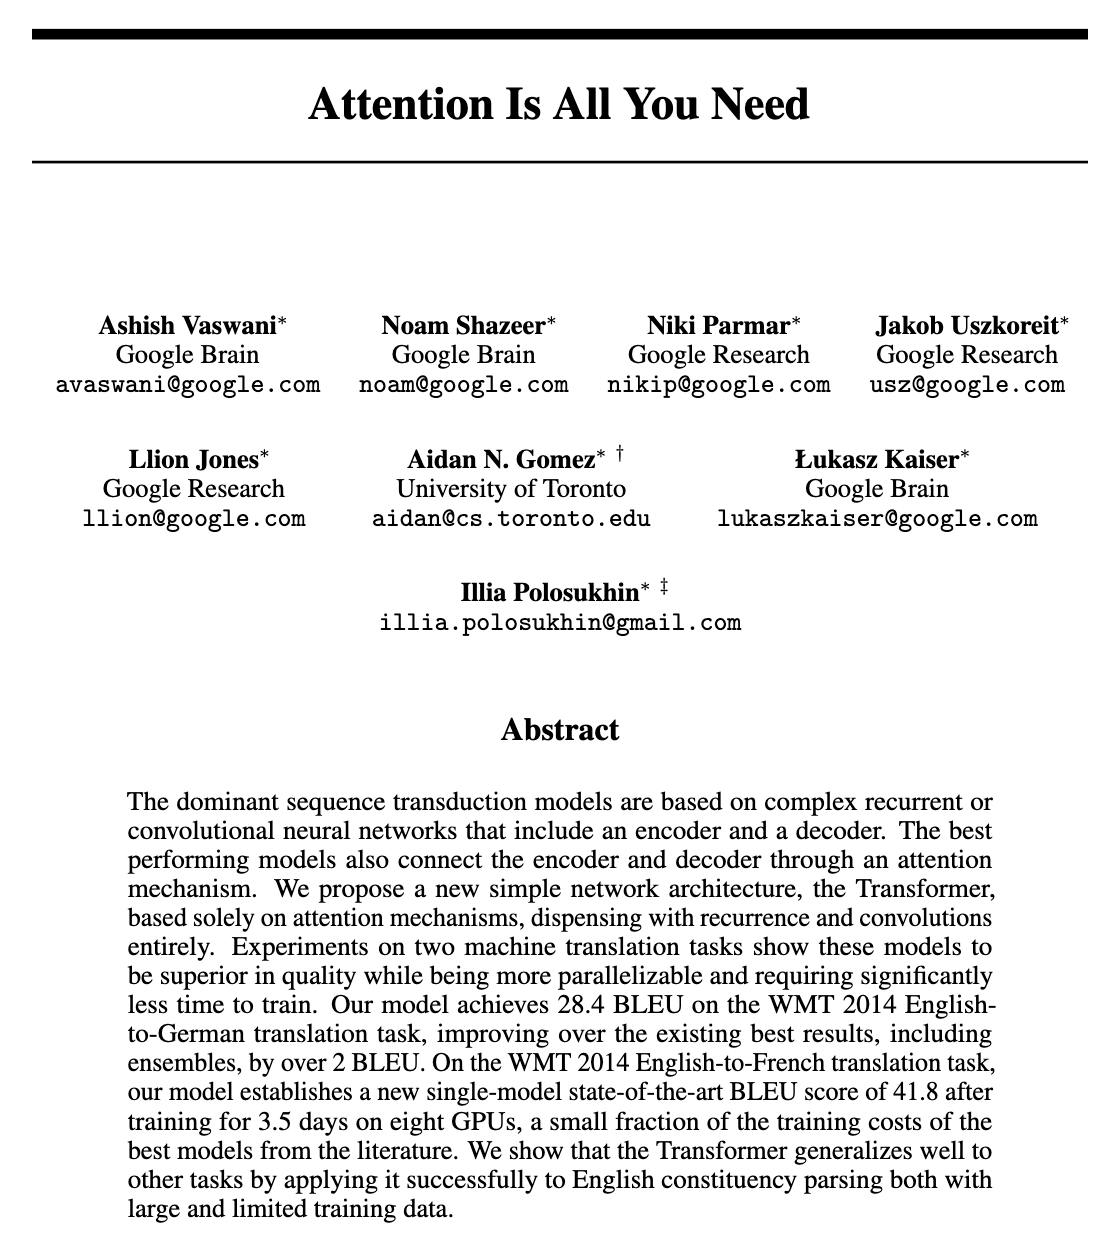 Attention Is All You Need
Ashish Vaswani* Noam Shazeer* Niki Parmar* Jakob Uszkoreit*
Google Brain Google Brain Google Research Google Research
avaswani@google.com noam@google.com nikip@google.com usz@google.com
Llion Jones* Aidan N. Gomez* † Łukasz Kaiser*
Google Research University of Toronto Google Brain
llion@google.com aidan@cs.toronto.edu lukaszkaiser@google.com
Illia Polosukhin* ‡
illia.polosukhin@gmail.com
Abstract
The dominant sequence transduction models are based on complex recurrent or
convolutional neural networks that include an encoder and a decoder. The best
performing models also connect the encoder and decoder through an attention
mechanism. We propose a new simple network architecture, the Transformer,
based solely on attention mechanisms, dispensing with recurrence and convolutions
entirely. Experiments on two machine translation tasks show these models to
be superior in quality while being more parallelizable and requiring significantly
less time to train. Our model achieves 28.4 BLEU on the WMT 2014 English-
to-German translation task, improving over the existing best results, including
ensembles, by over 2 BLEU. On the WMT 2014 English-to-French translation task,
our model establishes a new single-model state-of-the-art BLEU score of 41.8 after
training for 3.5 days on eight GPUs, a small fraction of the training costs of the
best models from the literature. We show that the Transformer generalizes well to
other tasks by applying it successfully to English constituency parsing both with
large and limited training data.